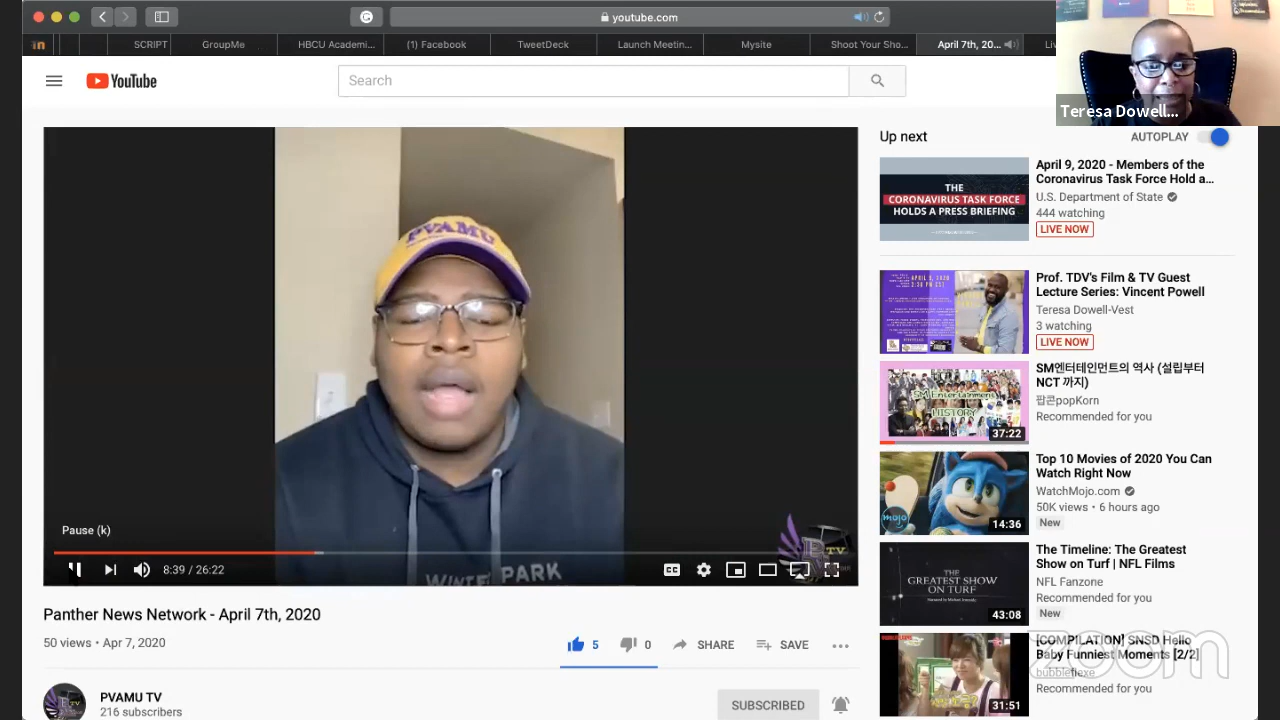 youtube.com
in
SCRIPT
GroupMe
HBCU Academi...
(1) Facebook
TweetDeck
Launch Meetin...
Mysite
Shoot Your Sho...
April 7th, 20...
Teresa Dowell...
YouTube
Search
PVAMU
WINTER PARK
Pause (k)
8:39 / 26:22
Panther News Network - April 7th, 2020
50 views • Apr 7, 2020
5
0
SHARE
SAVE
PVAMU TV
216 subscribers
SUBSCRIBED
Up next
AUTOPLAY
THE
CORONAVIRUS TASK FORCE
HOLDS A PRESS BRIEFING
April 9, 2020 - Members of the
Coronavirus Task Force Hold a...
U.S. Department of State
444 watching
LIVE NOW
APRIL 9, 2020
Prof. TDV's Film & TV Guest
Lecture Series: Vincent Powell
Teresa Dowell-Vest
3 watching
LIVE NOW
SM Entertainment
HISTORY
37:22
SM엔터테인먼트의 역사 (설립부터
NCT 까지)
팝콘popKorn
Recommended for you
mojo
14:36
Top 10 Movies of 2020 You Can
Watch Right Now
WatchMojo.com
50K views • 6 hours ago
New
THE
GREATEST SHOW
ON TURF
43:08
The Timeline: The Greatest
Show on Turf | NFL Films
NFL Fanzone
Recommended for you
New
31:51
[COMPILATION] SNSD Hello
Baby Funniest Moments [2/2]
bubbleflexe
Recommended for you
zoom